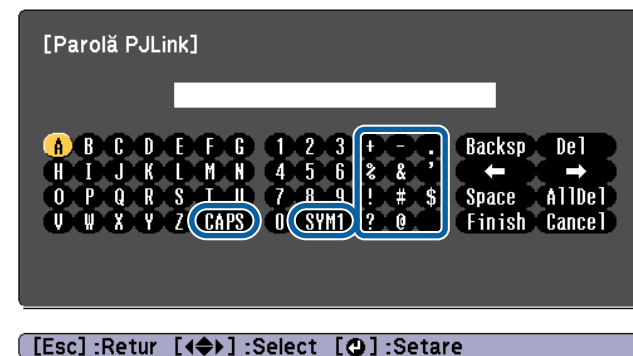 [Parolă PJLink]
A B C D E F G 1 2 3 + - . Backsp Del
H I J K L M N 4 5 6 % & ' ← →
O P Q R S T U 7 8 9 ! # $ Space AllDel
V W X Y Z CAPS 0 SYM1 ? @ Finish Cancel
[Esc] :Retur [◆] :Select [↵] :Setare